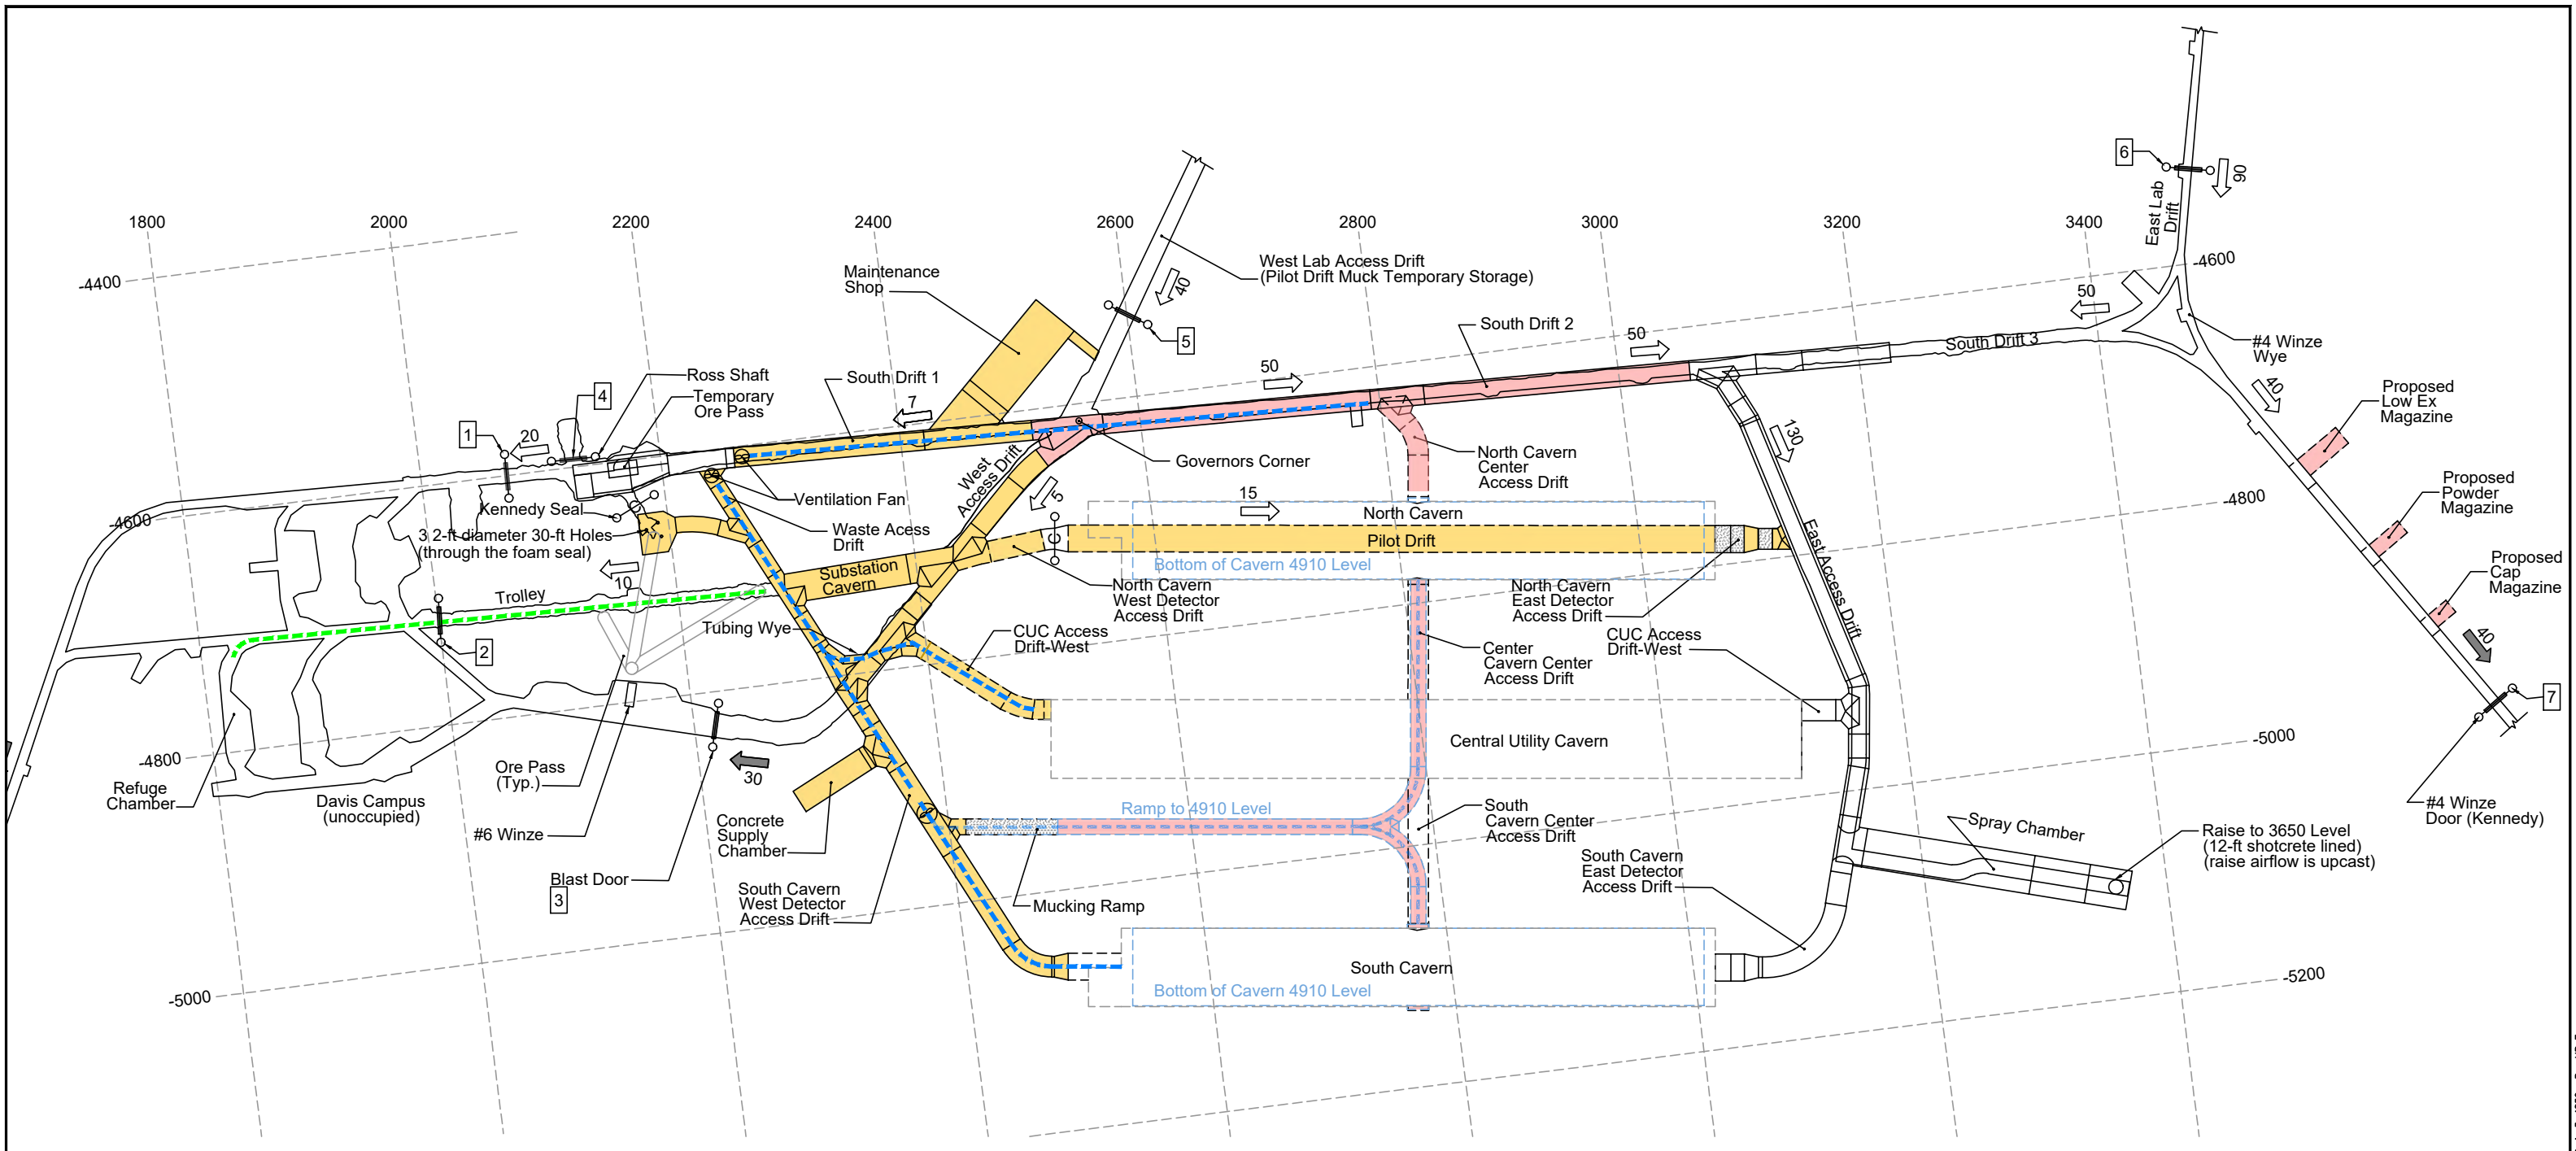 1800
2000
2200
2400
2600
2800
3000
3200
3400
-4400
-4600
-4800
-5000
-4600
-4800
-5000
-5200
6
90
East Lab
Drift
Maintenance
Shop
40
West Lab Access Drift
(Pilot Drift Muck Temporary Storage)
5
South Drift 2
50
50
50
South Drift 3
#4 Winze
Wye
40
Proposed
Low Ex
Magazine
Proposed
Powder
Magazine
Proposed
Cap
Magazine
40
7
#4 Winze
Door (Kennedy)
Ross Shaft
Temporary
Ore Pass
4
1
20
South Drift 1
7
Governors Corner
West
Access Drift
5
Ventilation Fan
Waste Acess
Drift
Kennedy Seal
3 2-ft diameter 30-ft Holes
(through the foam seal)
10
Trolley
Substation
Cavern
C
C
15
North Cavern
Pilot Drift
Bottom of Cavern 4910 Level
North Cavern
Center
Access Drift
130
East Access Drift
North Cavern
West Detector
Access Drift
North Cavern
East Detector
Access Drift
Tubing Wye
CUC Access
Drift-West
Center
Cavern Center
Access Drift
CUC Access
Drift-West
2
Central Utility Cavern
Refuge
Chamber
Davis Campus
(unoccupied)
Ore Pass
(Typ.)
#6 Winze
30
Blast Door
3
Concrete
Supply
Chamber
South Cavern
West Detector
Access Drift
Ramp to 4910 Level
Mucking Ramp
South
Cavern Center
Access Drift
South Cavern
East Detector
Access Drift
Spray Chamber
Raise to 3650 Level
(12-ft shotcrete lined)
(raise airflow is upcast)
South Cavern
Bottom of Cavern 4910 Level